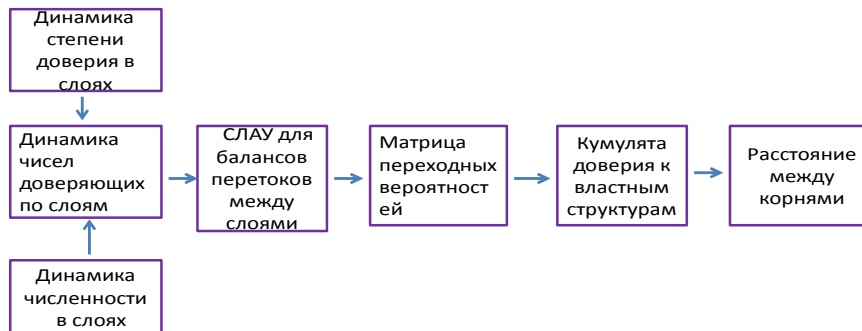 Динамика
степени
доверия в
слоях
Динамика
чисел
доверяющих
по слоям
СЛАУ для
балансов
перетоков
между
слоями
Матрица
переходных
вероятност
ей
Кумулята
доверия к
властным
структурам
Расстояние
между
корнями
Динамика
численности
в слоях